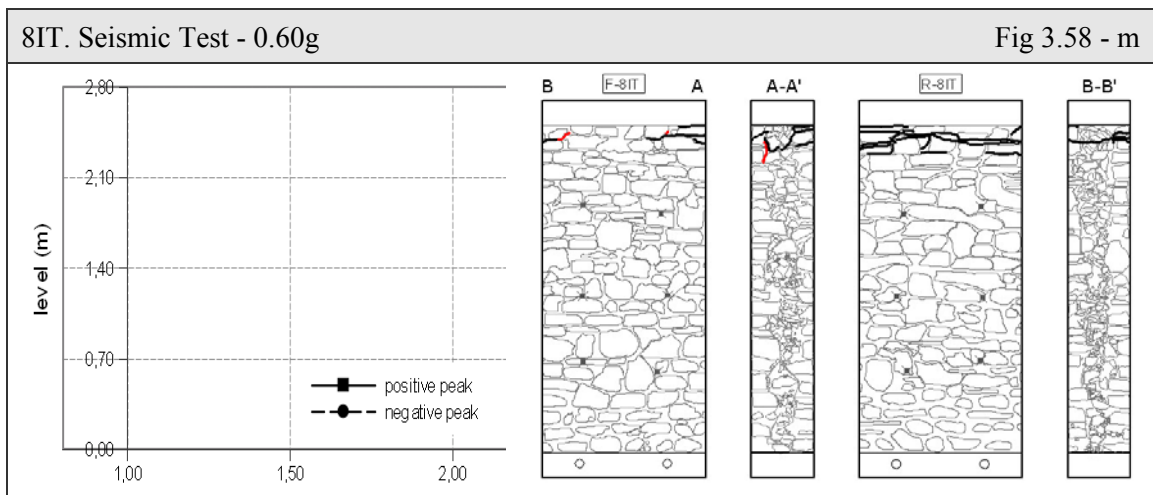 8IT. Seismic Test - 0.60g
Fig 3.58 - m
2,80
2,10
1,40
0,70
0,00
level (m)
1,00
1,50
2,00
positive peak
negative peak
B
F-8IT
A
A-A'
R-8IT
B-B'